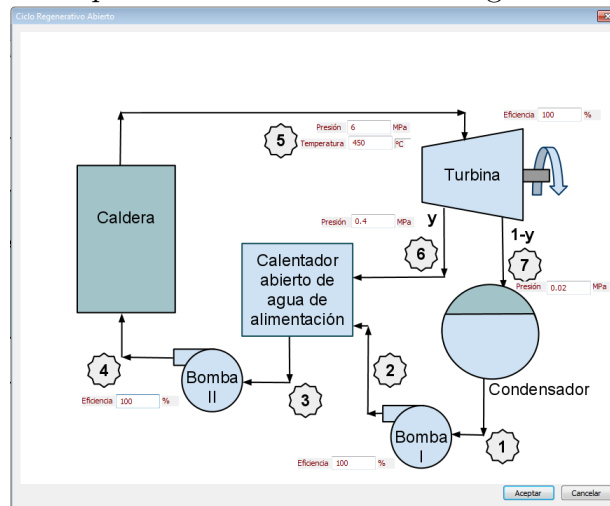 Ciclo Regenerativo Abierto
Eficiencia 100 %
5
Presión 6 MPa
Temperatura 450 ºC
Turbina
Caldera
Presión 0.4 MPa
y
1-y
6
7
Calentador
abierto de
agua de
alimentación
Presión 0.02 MPa
4
Bomba
II
3
2
Condensador
Eficiencia 100 %
Bomba
I
1
Eficiencia 100 %
Aceptar
Cancelar